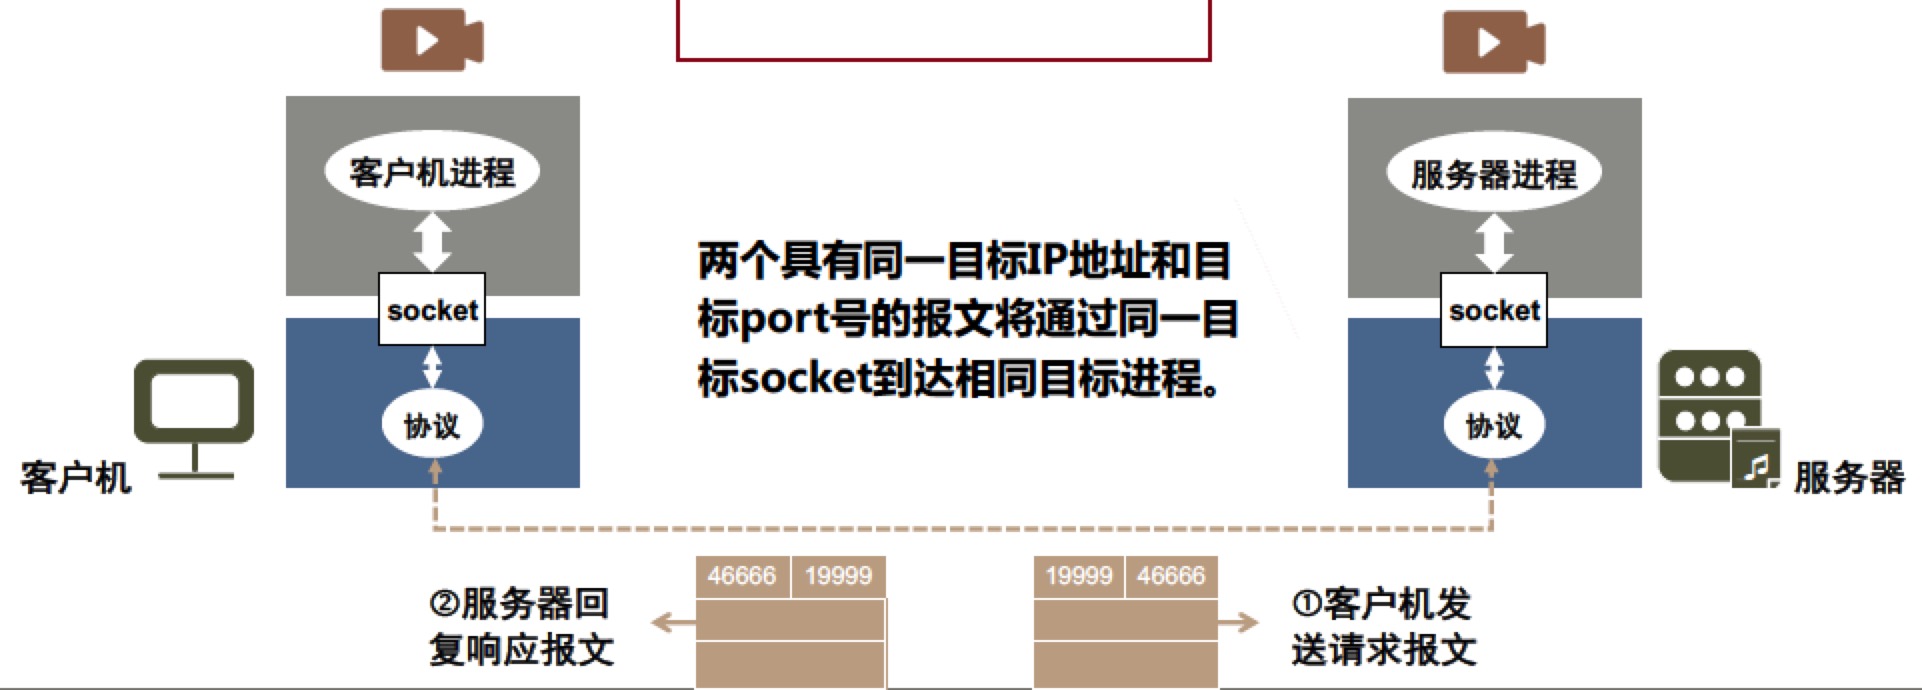 客户机进程
服务器进程
socket
socket
两个具有同一目标IP地址和目
标port号的报文将通过同一目
标socket到达相同目标进程。
协议
协议
客户机
服务器
②服务器回
复响应报文
46666 19999
19999 46666
①客户机发
送请求报文